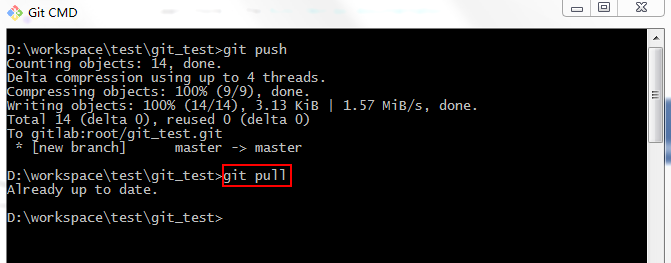 Git CMD
D:\workspace\test\git_test>git push
Counting objects: 14, done.
Delta compression using up to 4 threads.
Compressing objects: 100% (9/9), done.
Writing objects: 100% (14/14), 3.13 KiB | 1.57 MiB/s, done.
Total 14 (delta 0), reused 0 (delta 0)
To gitlab:root/git_test.git
 * [new branch]      master -> master
D:\workspace\test\git_test>git pull
Already up to date.
D:\workspace\test\git_test>